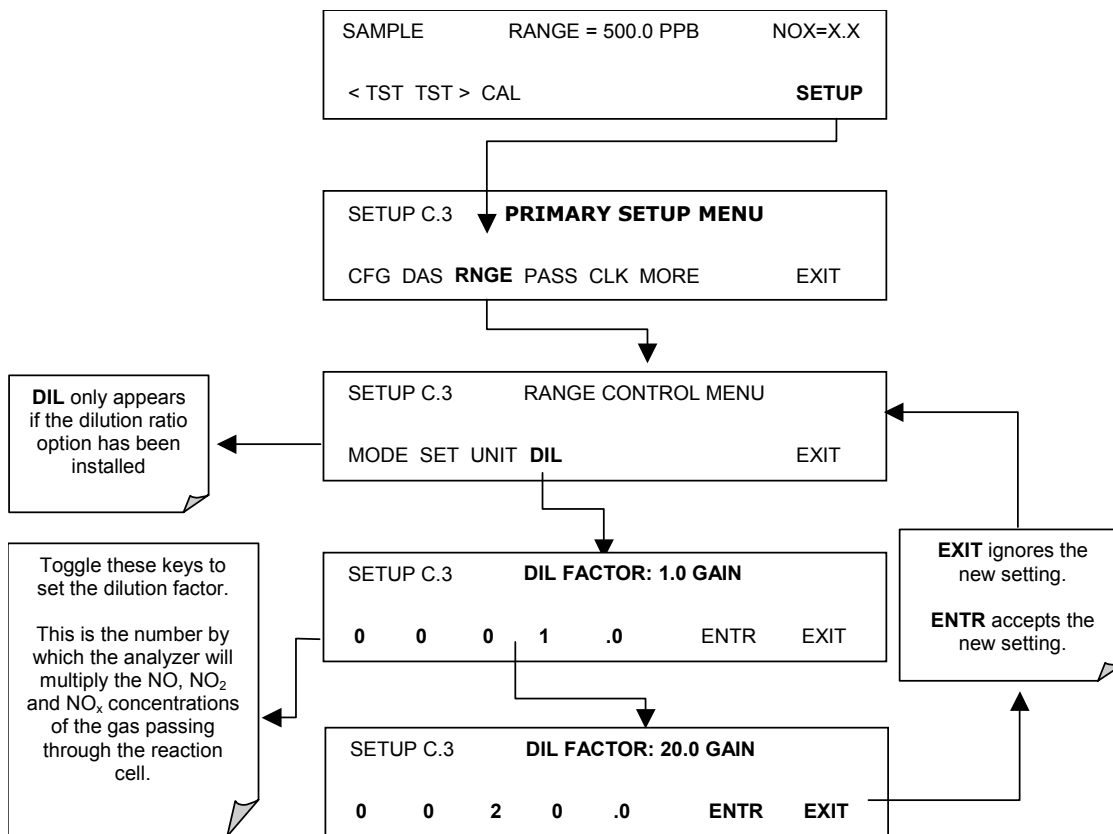 SAMPLE RANGE = 500.0 PPB NOX=X.X
< TST TST > CAL SETUP
SETUP C.3 PRIMARY SETUP MENU
CFG DAS RNGE PASS CLK MORE EXIT
DIL only appears
if the dilution ratio
option has been
installed
SETUP C.3 RANGE CONTROL MENU
MODE SET UNIT DIL EXIT
Toggle these keys to
set the dilution factor.
This is the number by
which the analyzer will
multiply the NO, NO₂
and NOₓ concentrations
of the gas passing
through the reaction
cell.
SETUP C.3 DIL FACTOR: 1.0 GAIN
0 0 0 1 .0 ENTR EXIT
EXIT ignores the
new setting.
ENTR accepts the
new setting.
SETUP C.3 DIL FACTOR: 20.0 GAIN
0 0 2 0 .0 ENTR EXIT